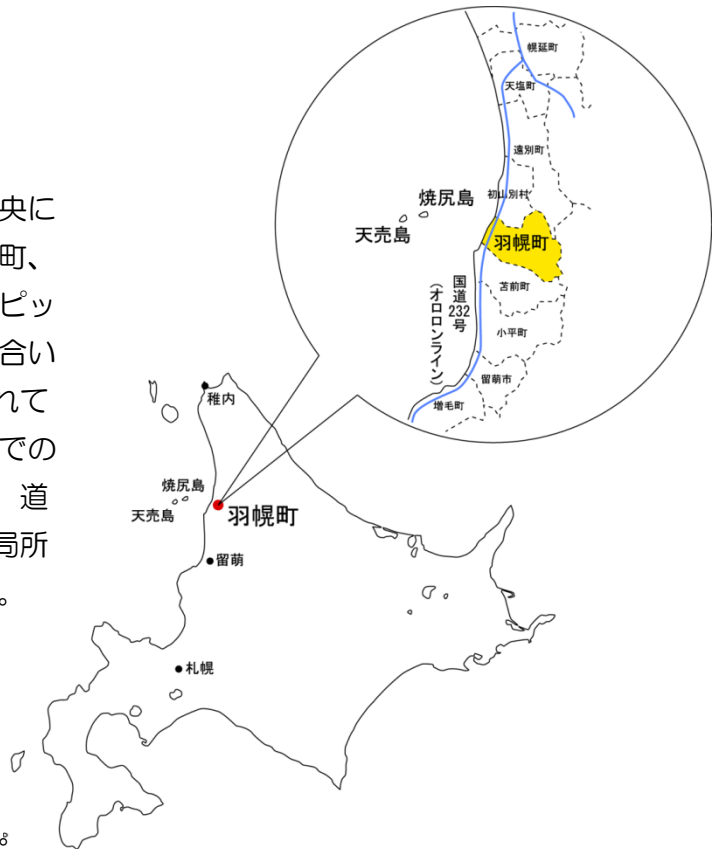 央に
町、
ピッ
合い
れて
での
道
局所
。
。
幌延町
天塩町
遠別町
初山別村
焼尻島
天売島
羽幌町
苫前町
国道232号
(オロロンライン)
小平町
留萌市
増毛町
稚内
焼尻島
天売島
羽幌町
留萌
札幌